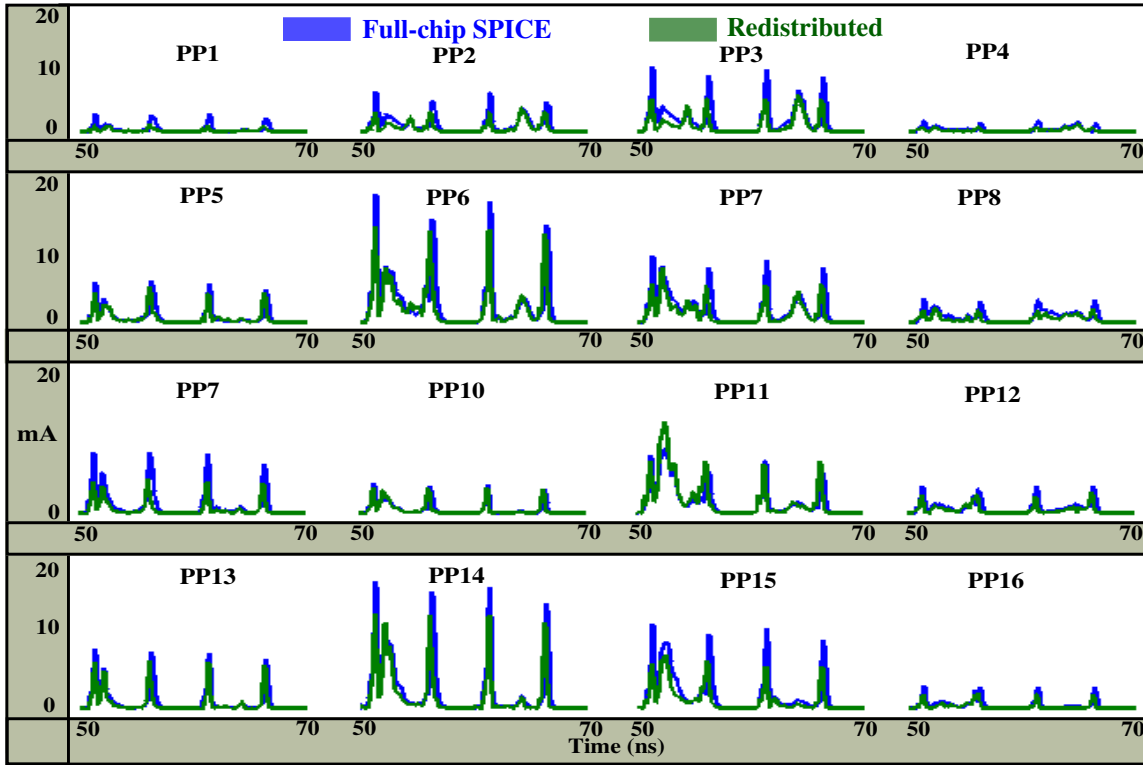 20
Full-chip SPICE
Redistributed
PP1
PP2
PP3
PP4
10
0
50
70
50
70
50
70
50
70
20
PP5
PP6
PP7
PP8
10
0
50
70
50
70
50
70
50
70
20
PP7
PP10
PP11
PP12
mA
0
50
70
50
70
50
70
50
70
20
PP13
PP14
PP15
PP16
10
0
50
70
50
70
50
70
50
70
Time (ns)